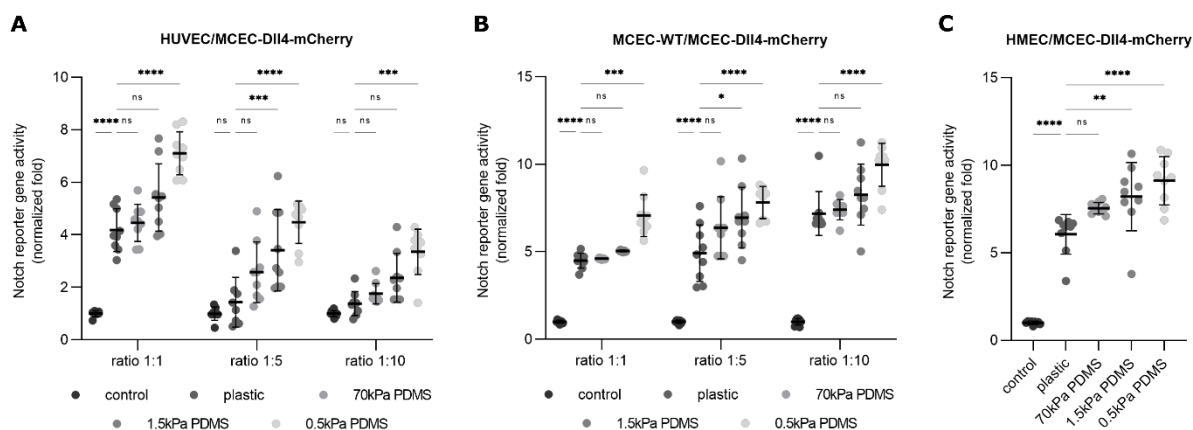 A
HUVEC/MCEC-Dll4-mCherry
Notch reporter gene activity
(normalized fold)
10
8
6
4
2
0
**** ns ****
ns
****
ns ns ***
****
ns ns ns
***
ratio 1:1 ratio 1:5 ratio 1:10
control plastic 70kPa PDMS
1.5kPa PDMS 0.5kPa PDMS
B
MCEC-WT/MCEC-Dll4-mCherry
Notch reporter gene activity
(normalized fold)
15
10
5
0
**** ns ns ***
**** ns * ****
**** ns ns ****
ratio 1:1 ratio 1:5 ratio 1:10
control plastic 70kPa PDMS
1.5kPa PDMS 0.5kPa PDMS
C
HMEC/MCEC-Dll4-mCherry
Notch reporter gene activity
(normalized fold)
15
10
5
0
****
**
**** ns
control
plastic
70kPa PDMS
1.5kPa PDMS
0.5kPa PDMS